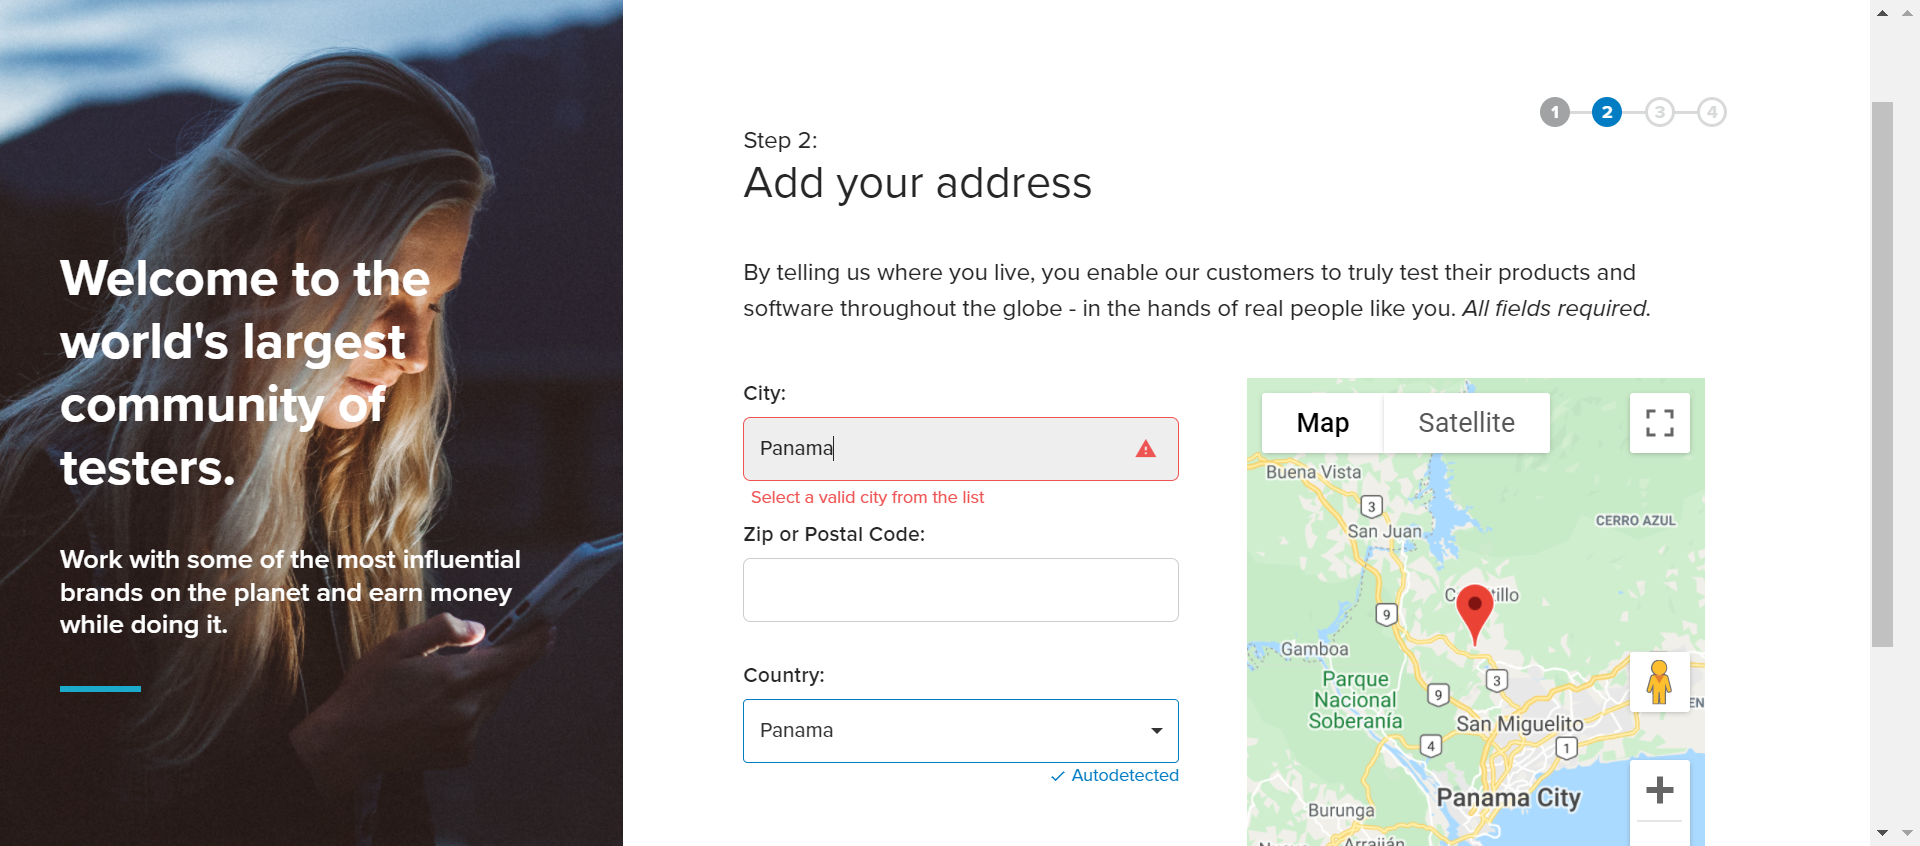 Welcome to the
world's largest
community of
testers.
Work with some of the most influential
brands on the planet and earn money
while doing it.
1
2
3
4
Step 2:
Add your address
By telling us where you live, you enable our customers to truly test their products and
software throughout the globe - in the hands of real people like you. All fields required.
City:
Panama
Select a valid city from the list
Zip or Postal Code:
Country:
Panama
Autodetected
Map
Satellite
Buena Vista
3
San Juan
CERRO AZUL
9
Gamboa
Parque
Nacional
Soberanía
3
9
San Miguelito
4
1
Panama City
Burunga